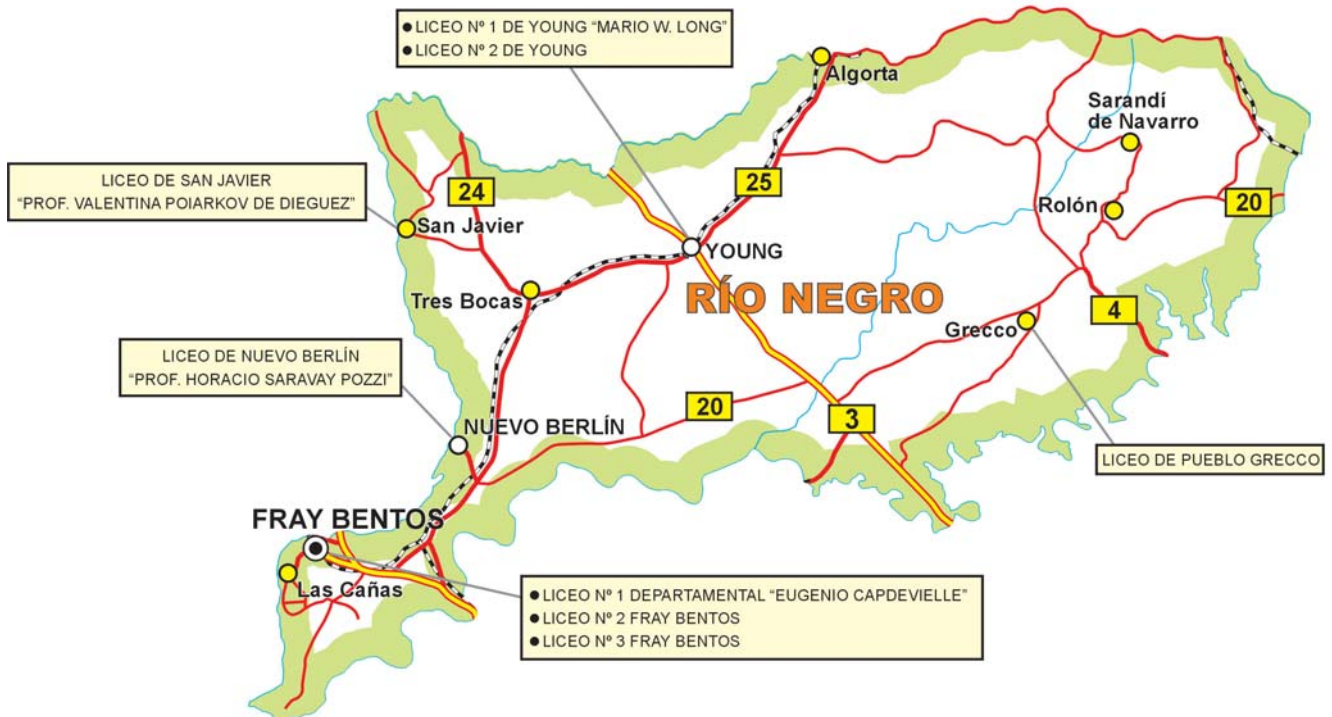 ● LICEO Nº 1 DE YOUNG “MARIO W. LONG”
● LICEO Nº 2 DE YOUNG
Algorta
Sarandí
de Navarro
LICEO DE SAN JAVIER
“PROF. VALENTINA POIARKOV DE DIEGUEZ”
24
25
Rolón
20
San Javier
YOUNG
Tres Bocas
RÍO NEGRO
4
Grecco
LICEO DE NUEVO BERLÍN
“PROF. HORACIO SARAVAY POZZI”
20
3
NUEVO BERLÍN
LICEO DE PUEBLO GRECCO
FRAY BENTOS
Las Cañas
● LICEO Nº 1 DEPARTAMENTAL “EUGENIO CAPDEVIELLE”
● LICEO Nº 2 FRAY BENTOS
● LICEO Nº 3 FRAY BENTOS